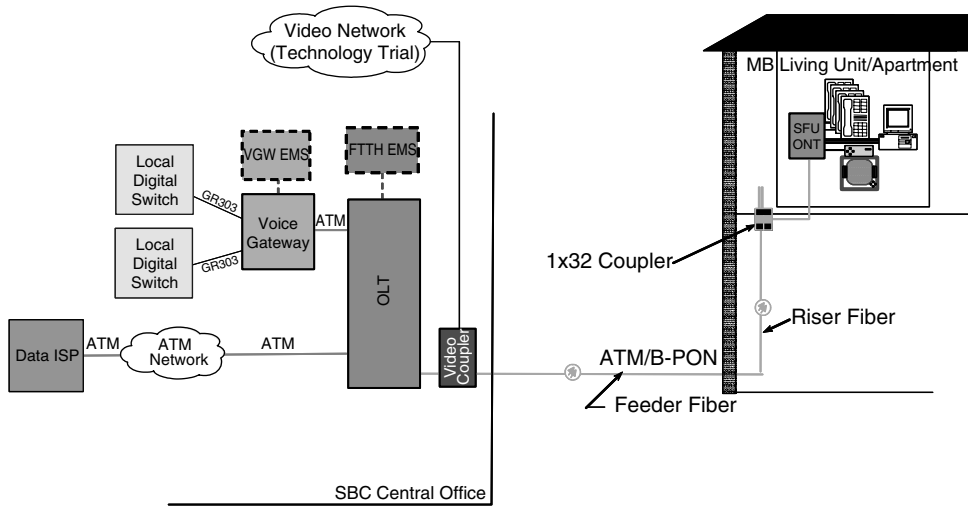 Video Network
(Technology Trial)
MB Living Unit/Apartment
SFU
ONT
VGW EMS
FTTH EMS
Local
Digital
Switch
GR303
Voice
Gateway
ATM
Local
Digital
Switch
GR303
OLT
1x32 Coupler
Riser Fiber
Data ISP
ATM
ATM
Network
ATM
Video
Coupler
ATM/B-PON
Feeder Fiber
SBC Central Office